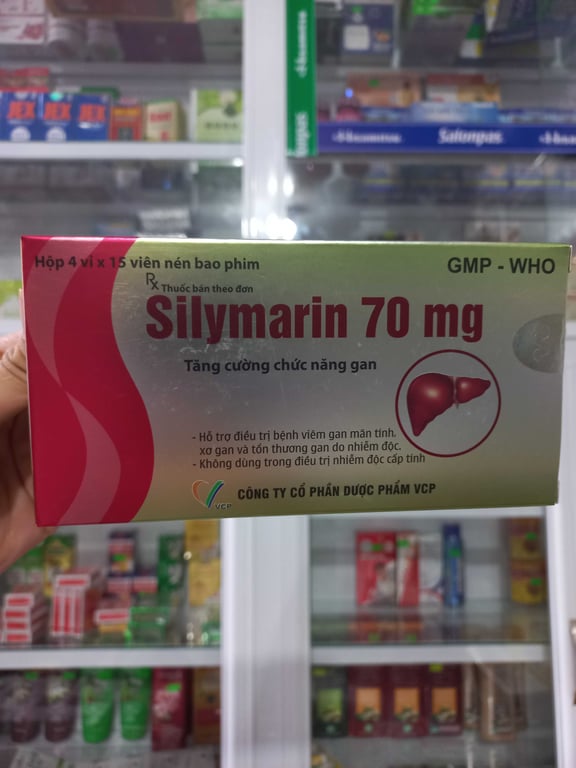 JEX JEX JEX
Salonpas
Hộp 4 vỉ x 15 viên nén bao phim
GMP - WHO
Rx Thuốc bán theo đơn
Silymarin 70 mg
Tăng cường chức năng gan
- Hỗ trợ điều trị bệnh viêm gan mãn tính,
xơ gan và tổn thương gan do nhiễm độc.
- Không dùng trong điều trị nhiễm độc cấp tính
VCP
CÔNG TY CỔ PHẦN DƯỢC PHẨM VCP